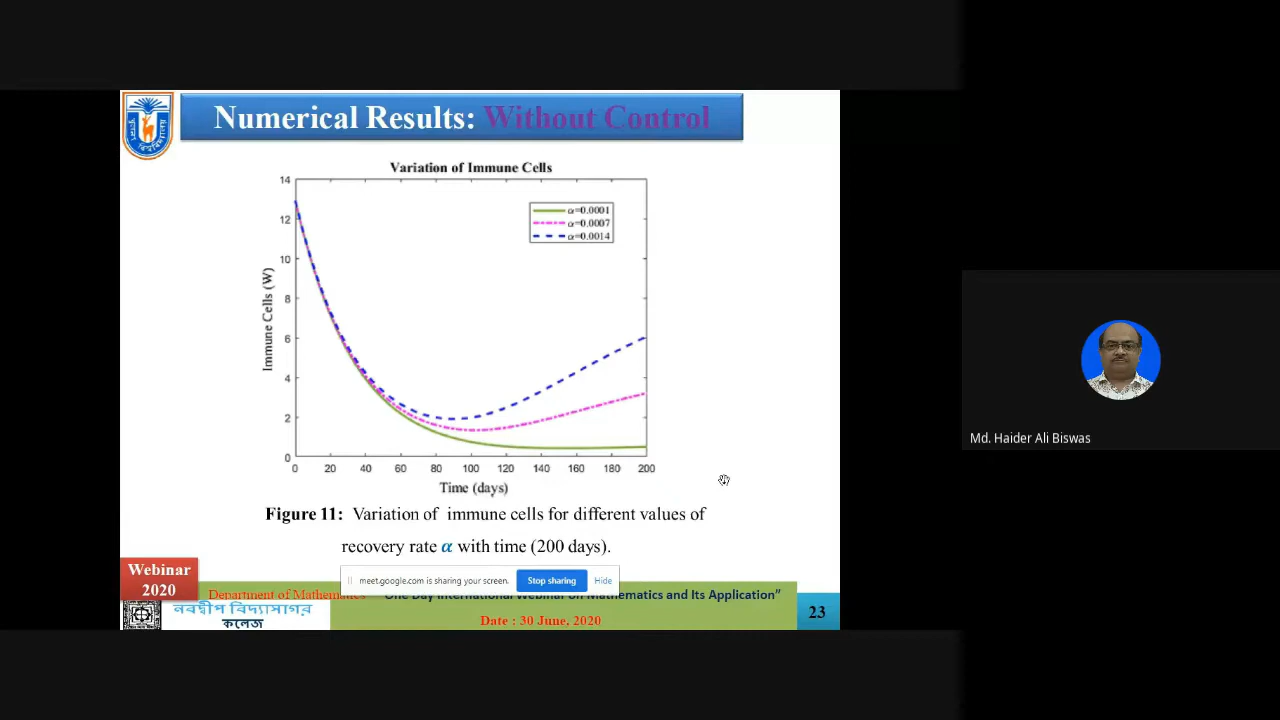 Numerical Results: Without Control
Variation of Immune Cells
14
12
10
8
6
4
2
0
Immune Cells (W)
α=0.0001
α=0.0007
α=0.0014
0 20 40 60 80 100 120 140 160 180 200
Time (days)
Figure 11: Variation of immune cells for different values of
recovery rate α with time (200 days).
Md. Haider Ali Biswas
Webinar
2020
meet.google.com is sharing your screen. Stop sharing Hide
Department of Mathematics "One Day International Webinar on Mathematics and Its Application"
নবদ্বীপ বিদ্যাসাগর
কলেজ
Date : 30 June, 2020
23